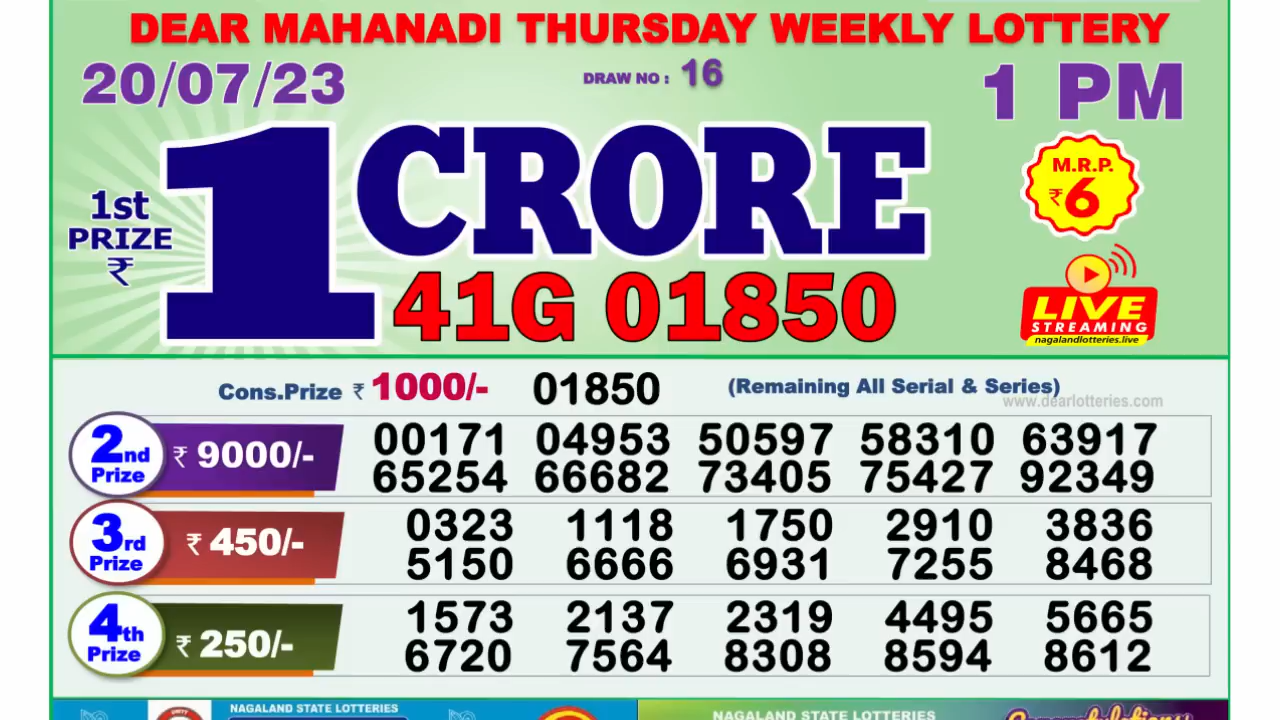 DEAR MAHANADI THURSDAY WEEKLY LOTTERY
20/07/23
DRAW NO : 16
1 PM
1st
PRIZE
₹
1 CRORE
41G 01850
M.R.P.
₹ 6
LIVE
STREAMING
nagalandlotteries.live
Cons.Prize ₹ 1000/- 01850 (Remaining All Serial & Series)
www.dearlotteries.com
2nd Prize ₹ 9000/-
00171 04953 50597 58310 63917
65254 66682 73405 75427 92349
3rd Prize ₹ 450/-
0323 1118 1750 2910 3836
5150 6666 6931 7255 8468
4th Prize ₹ 250/-
1573 2137 2319 4495 5665
6720 7564 8308 8594 8612
NAGALAND STATE LOTTERIES
NAGALAND STATE LOTTERIES